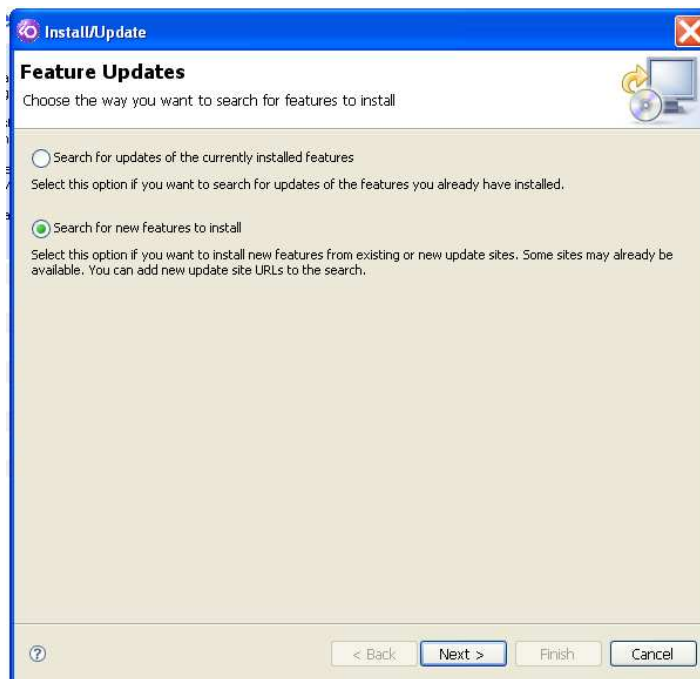 Install/Update
Feature Updates
Choose the way you want to search for features to install
Search for updates of the currently installed features
Select this option if you want to search for updates of the features you already have installed.
Search for new features to install
Select this option if you want to install new features from existing or new update sites. Some sites may already be
available. You can add new update site URLs to the search.
< Back Next > Finish Cancel